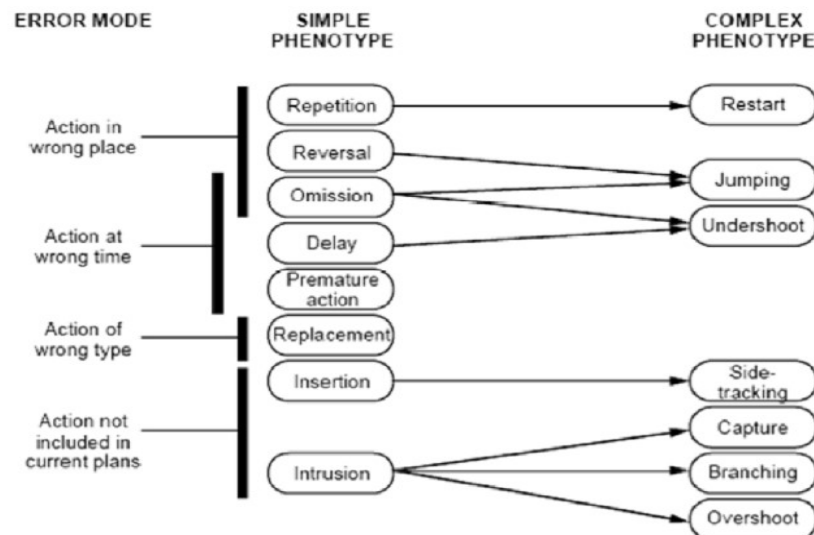 ERROR MODE
SIMPLE
PHENOTYPE
COMPLEX
PHENOTYPE
Action in
wrong place
Action at
wrong time
Action of
wrong type
Action not
included in
current plans
Repetition
Reversal
Omission
Delay
Premature
action
Replacement
Insertion
Intrusion
Restart
Jumping
Undershoot
Side-
tracking
Capture
Branching
Overshoot